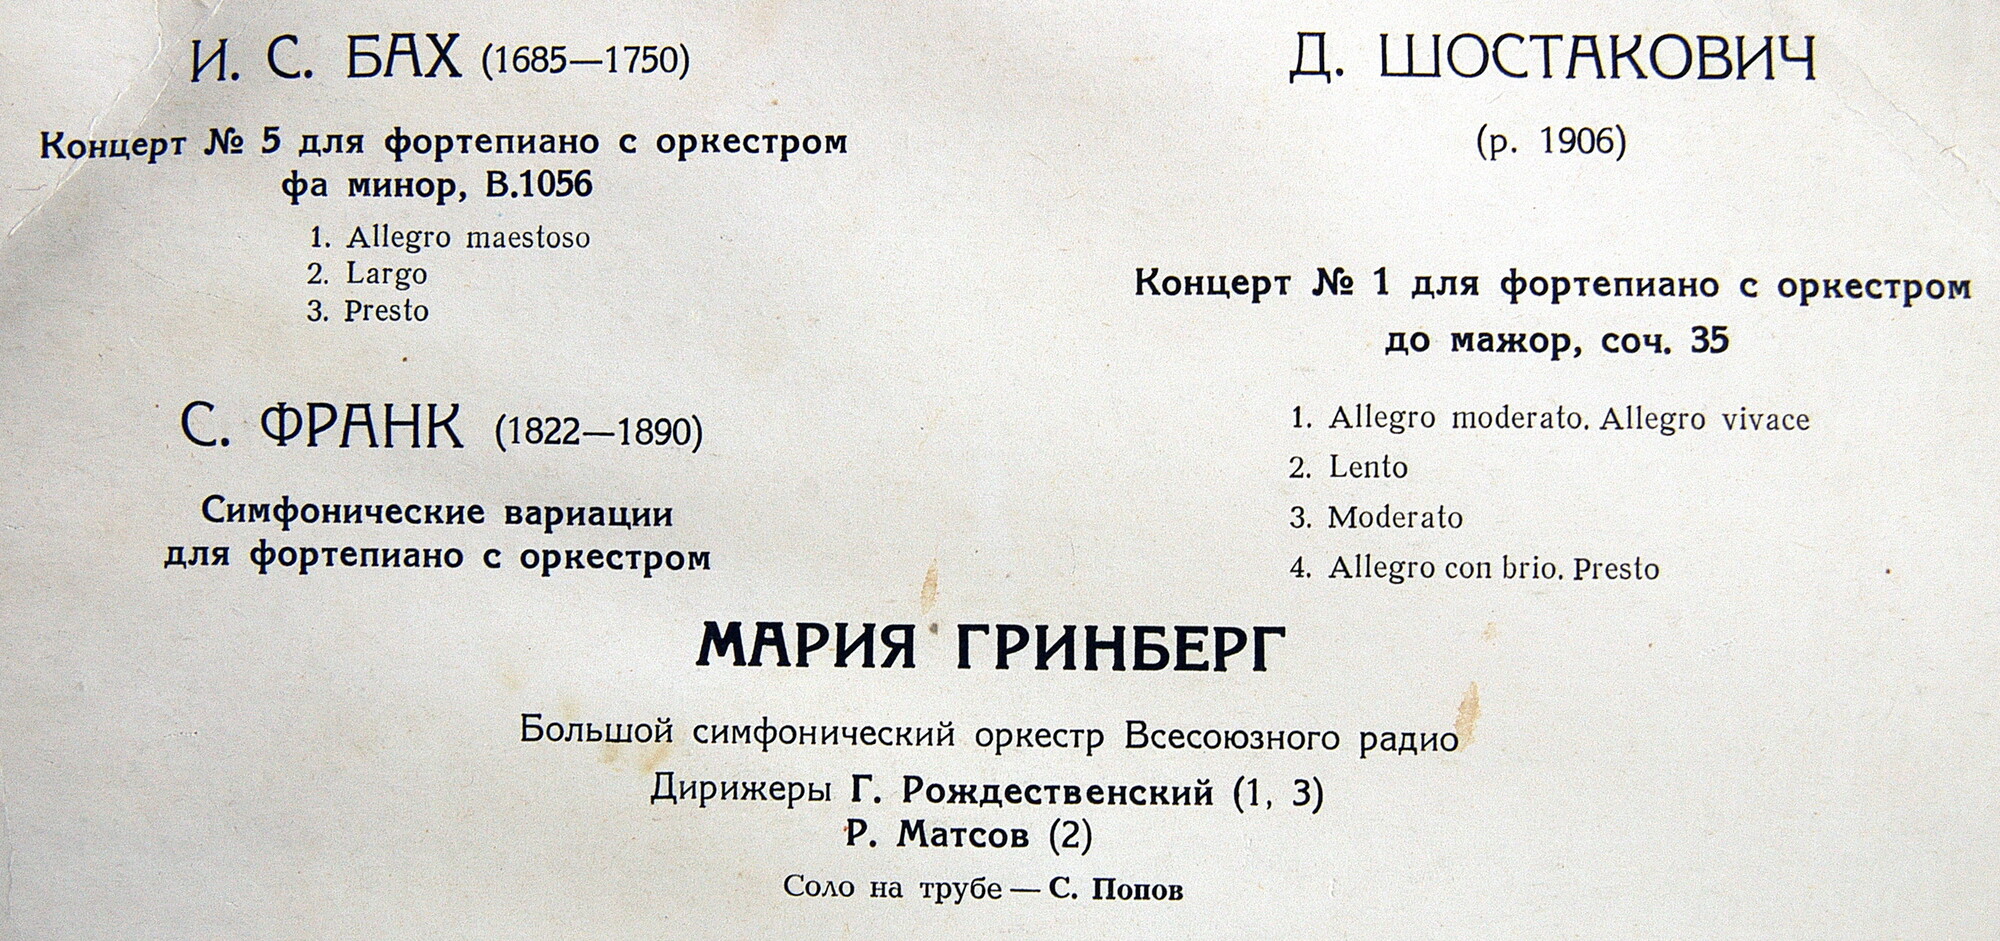 И. С. БАХ (1685—1750)
Концерт № 5 для фортепиано с оркестром
фа минор, В.1056
1. Allegro maestoso
2. Largo
3. Presto
С. ФРАНК (1822—1890)
Симфонические вариации
для фортепиано с оркестром
Д. ШОСТАКОВИЧ
(р. 1906)
Концерт № 1 для фортепиано с оркестром
до мажор, соч. 35
1. Allegro moderato. Allegro vivace
2. Lento
3. Moderato
4. Allegro con brio. Presto
МАРИЯ ГРИНБЕРГ
Большой симфонический оркестр Всесоюзного радио
Дирижеры Г. Рождественский (1, 3)
Р. Матсов (2)
Соло на трубе — С. Попов